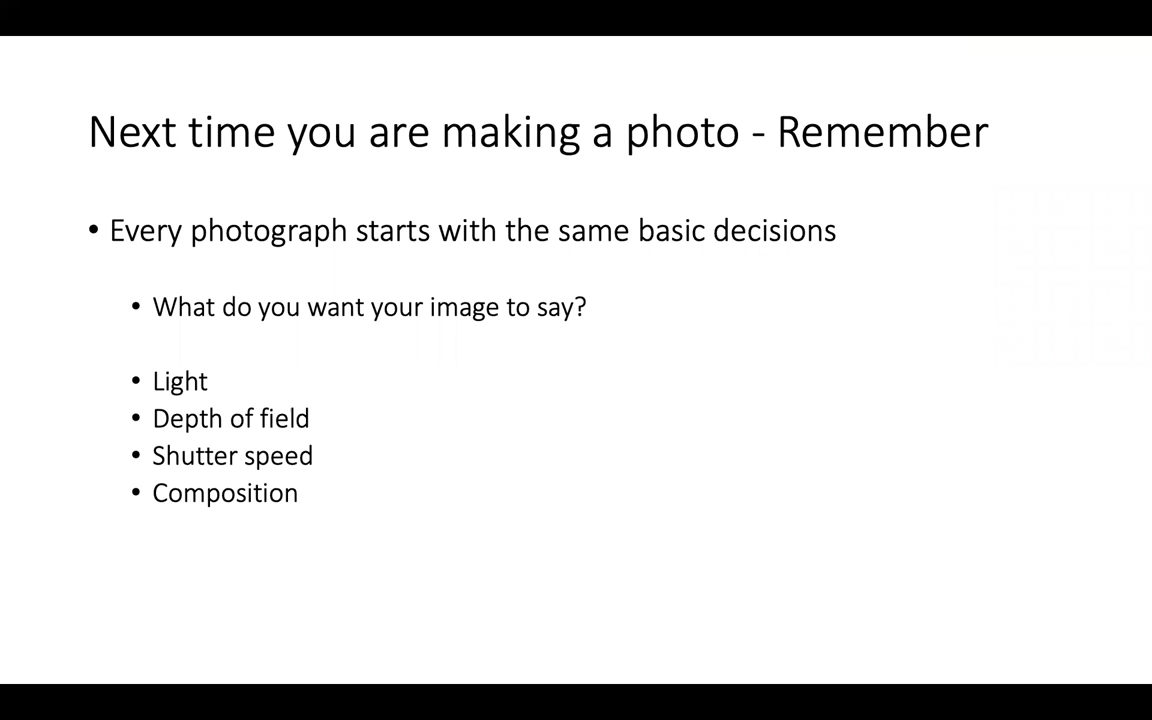 Next time you are making a photo - Remember
• Every photograph starts with the same basic decisions
• What do you want your image to say?
• Light
• Depth of field
• Shutter speed
• Composition